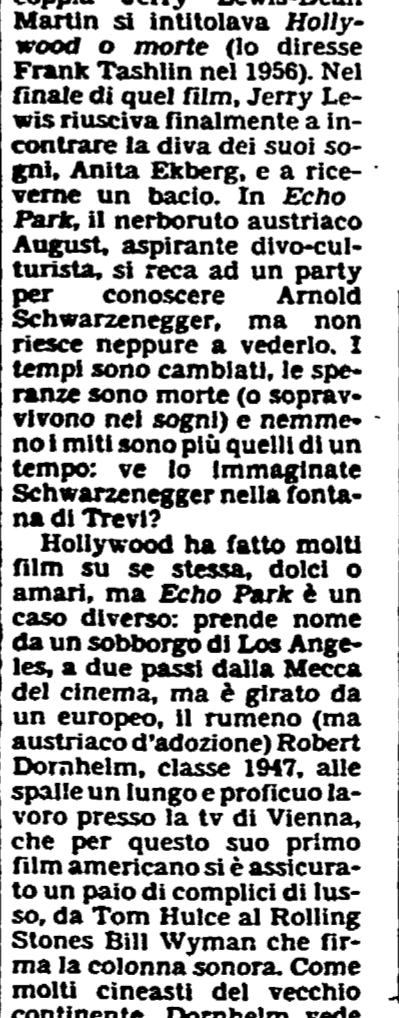 coppia Jerry Lewis-Dean
Martin si intitolava Holly-
wood o morte (lo diresse
Frank Tashlin nel 1956). Nel
finale di quel film, Jerry Le-
wis riusciva finalmente a in-
contrare la diva dei suoi so-
gni, Anita Ekberg, e a rice-
verne un bacio. In Echo
Park, il nerboruto austriaco
August, aspirante divo-cul-
turista, si reca ad un party
per conoscere Arnold
Schwarzenegger, ma non
riesce neppure a vederlo. I
tempi sono cambiati, le spe-
ranze sono morte (o soprav-
vivono nei sogni) e nemme-
no i miti sono più quelli di un
tempo: ve lo immaginate
Schwarzenegger nella fonta-
na di Trevi?
Hollywood ha fatto molti
film su se stessa, dolci o
amari, ma Echo Park è un
caso diverso: prende nome
da un sobborgo di Los Ange-
les, a due passi dalla Mecca
del cinema, ma è girato da
un europeo, il rumeno (ma
austriaco d'adozione) Robert
Dornhelm, classe 1947, alle
spalle un lungo e proficuo la-
voro presso la tv di Vienna,
che per questo suo primo
film americano si è assicura-
to un paio di complici di lus-
so, da Tom Hulce al Rolling
Stones Bill Wyman che fir-
ma la colonna sonora. Come
molti cineasti del vecchio
continente, Dornhelm vede